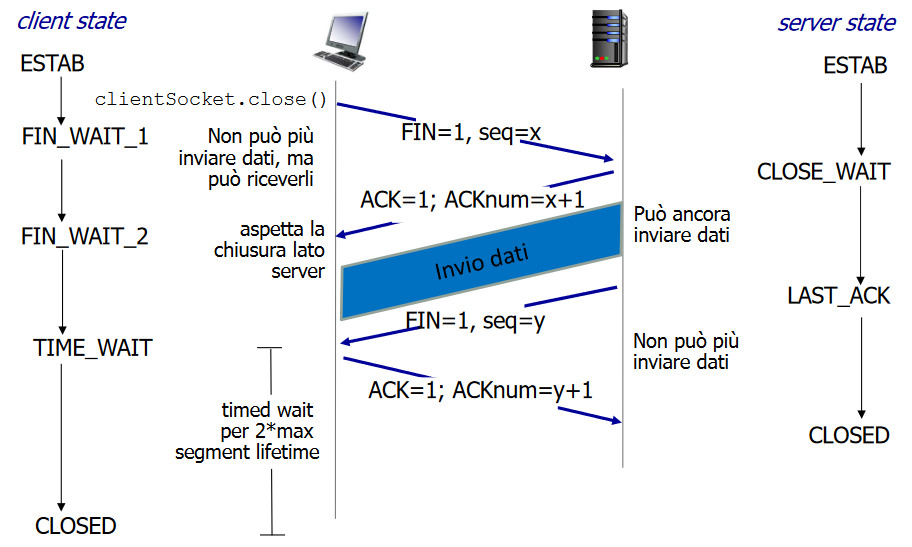 client state
server state
ESTAB
ESTAB
clientSocket.close()
FIN=1, seq=x
FIN_WAIT_1
Non può più
inviare dati, ma
può riceverli
CLOSE_WAIT
ACK=1; ACKnum=x+1
Può ancora
inviare dati
FIN_WAIT_2
aspetta la
chiusura lato
server
Invio dati
LAST_ACK
FIN=1, seq=y
TIME_WAIT
Non può più
inviare dati
ACK=1; ACKnum=y+1
timed wait
per 2*max
segment lifetime
CLOSED
CLOSED